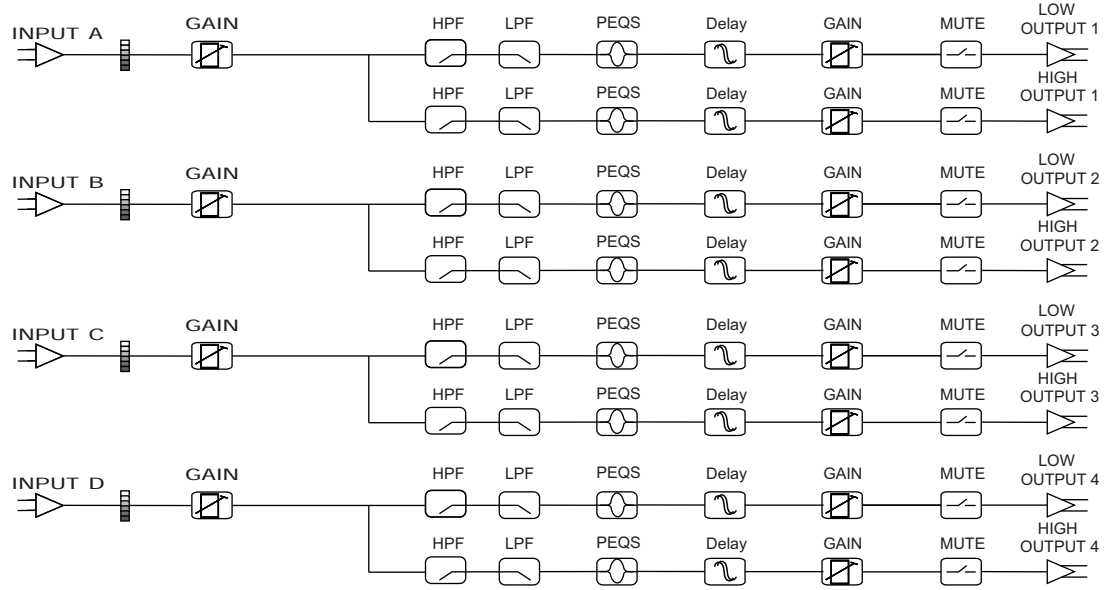 INPUT A GAIN HPF LPF PEQS Delay GAIN MUTE LOW
OUTPUT 1
HPF LPF PEQS Delay GAIN MUTE HIGH
OUTPUT 1
INPUT B GAIN HPF LPF PEQS Delay GAIN MUTE LOW
OUTPUT 2
HPF LPF PEQS Delay GAIN MUTE HIGH
OUTPUT 2
INPUT C GAIN HPF LPF PEQS Delay GAIN MUTE LOW
OUTPUT 3
HPF LPF PEQS Delay GAIN MUTE HIGH
OUTPUT 3
INPUT D GAIN HPF LPF PEQS Delay GAIN MUTE LOW
OUTPUT 4
HPF LPF PEQS Delay GAIN MUTE HIGH
OUTPUT 4